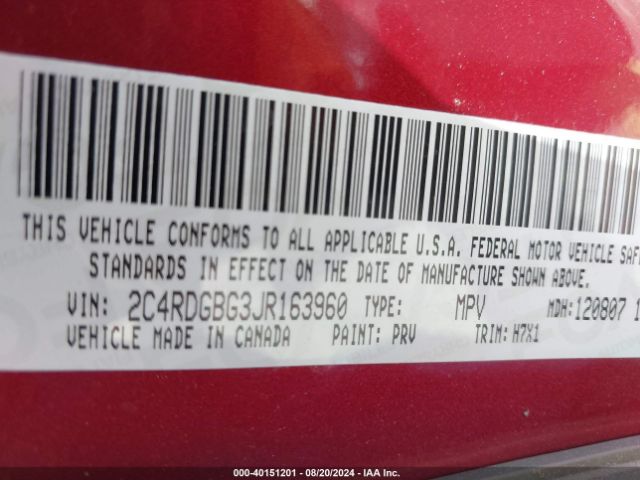 THIS VEHICLE CONFORMS TO ALL APPLICABLE U.S.A. FEDERAL MOTOR VEHICLE SAF
STANDARDS IN EFFECT ON THE DATE OF MANUFACTURE SHOWN ABOVE.
VIN: 2C4RDGBG3JR163960 TYPE: MPV MDH:120807 1
VEHICLE MADE IN CANADA PAINT: PRV TRIM: H7X1
000-40151201 - 08/20/2024 - IAA Inc.